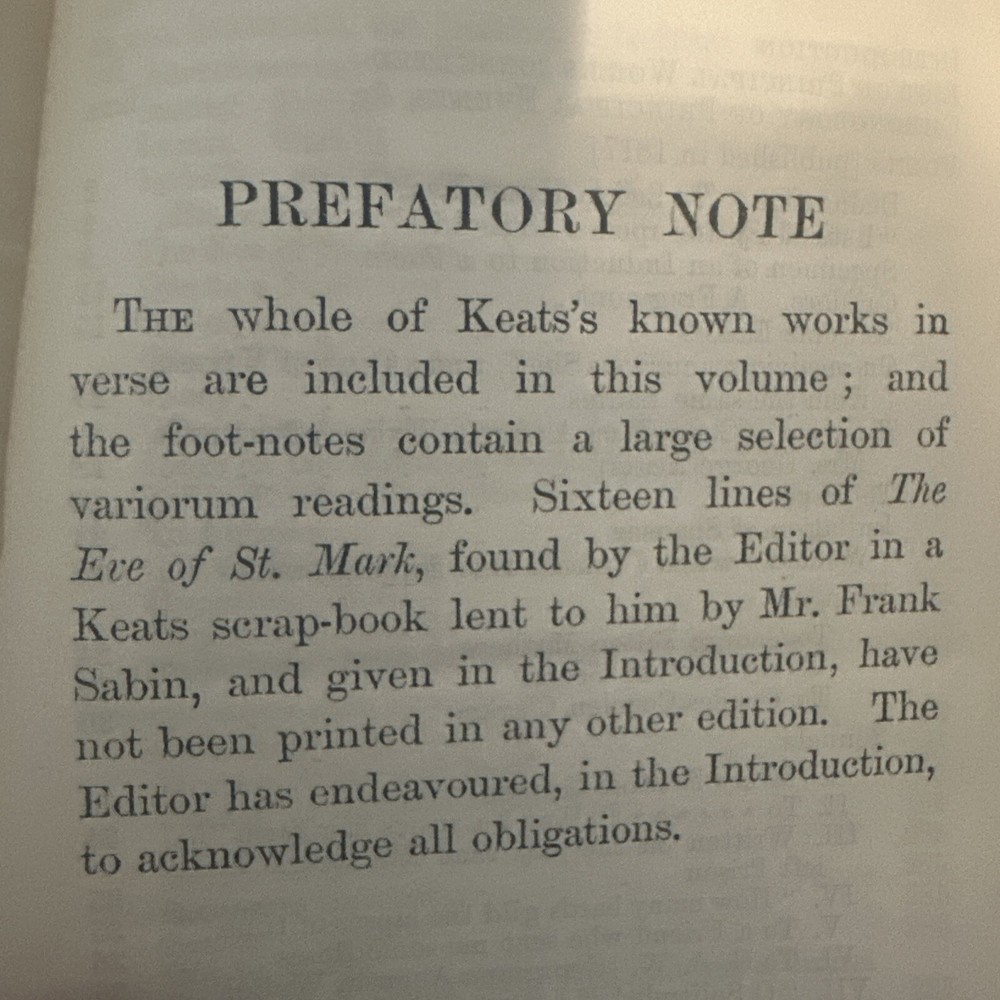 PREFATORY NOTE
THE whole of Keats's known works in
verse are included in this volume ; and
the foot-notes contain a large selection of
variorum readings. Sixteen lines of The
Eve of St. Mark, found by the Editor in a
Keats scrap-book lent to him by Mr. Frank
Sabin, and given in the Introduction, have
not been printed in any other edition. The
Editor has endeavoured, in the Introduction,
to acknowledge all obligations.